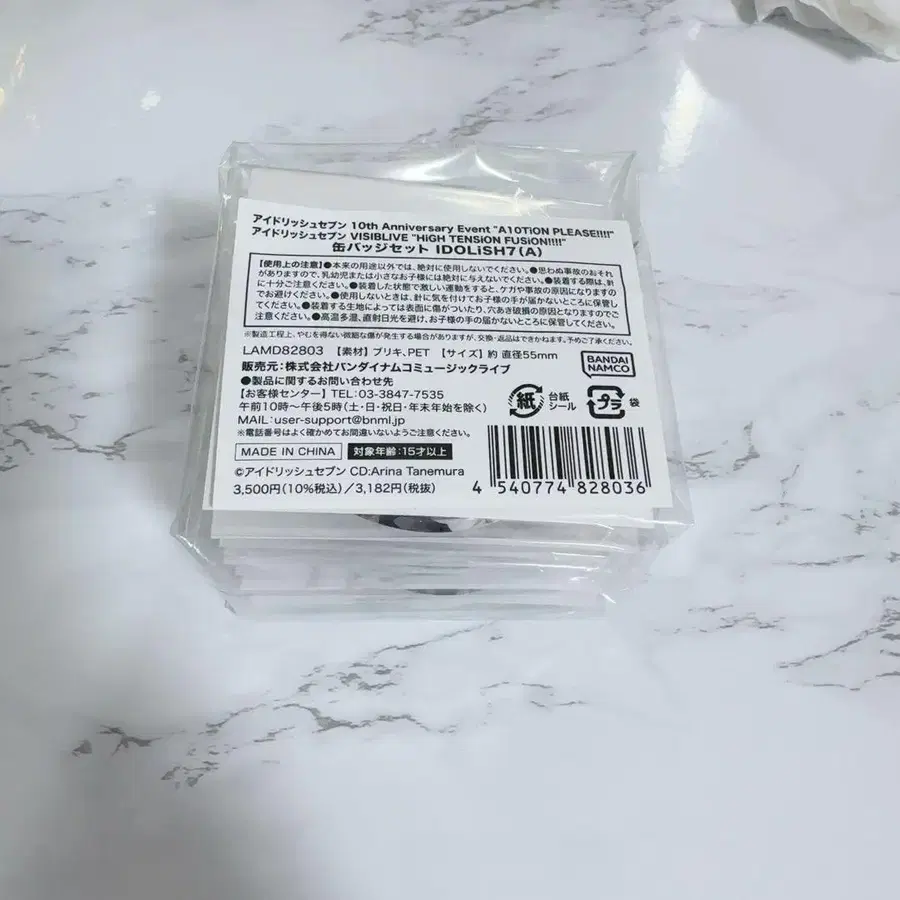 アイドリッシュセブン 10th Anniversary Event "A1OTiON PLEASE!!!!"
アイドリッシュセブン VISIBLIVE "HiGH TENSiON FUSiON!!!!"
缶バッジセット IDOLiSH7(A)
【使用上の注意】●本来の用途以外では、絶対に使用しないでください。●思わぬ事故のおそれ
がありますので、乳幼児または小さなお子様には絶対に与えないでください。●装着する際は、針
に十分ご注意ください。●装着した状態で激しい運動をすると、ケガや事故の原因になりますの
でお避けください。●使用しないときは、針に気を付けてお子様の手が届かないところに保管し
てください。●装着する生地によっては表面に傷がついたり、穴あき破損の原因となりますのでご
注意ください。●高温多湿、直射日光を避け、お子様の手の届かないところに保管してください。
※製造工程上、やむを得ない微細な傷が発生する場合がありますが、交換・返品はできかねます。予めご了承ください。
LAMD82803 【素材】ブリキ、PET 【サイズ】約 直径55mm
販売元:株式会社バンダイナムコミュージックライブ
●製品に関するお問い合わせ先
【お客様センター】TEL:03-3847-7535
午前10時〜午後5時(土・日・祝日・年末年始を除く)
MAIL:user-support@bnml.jp
※電話番号はよく確かめてお間違いないようご注意ください。
MADE IN CHINA 対象年齢:15才以上
©アイドリッシュセブン CD:Arina Tanemura
3,500円(10%税込)/3,182円(税抜)
BANDAI
NAMCO
紙 台紙
シール
プラ 袋
4 540774 828036